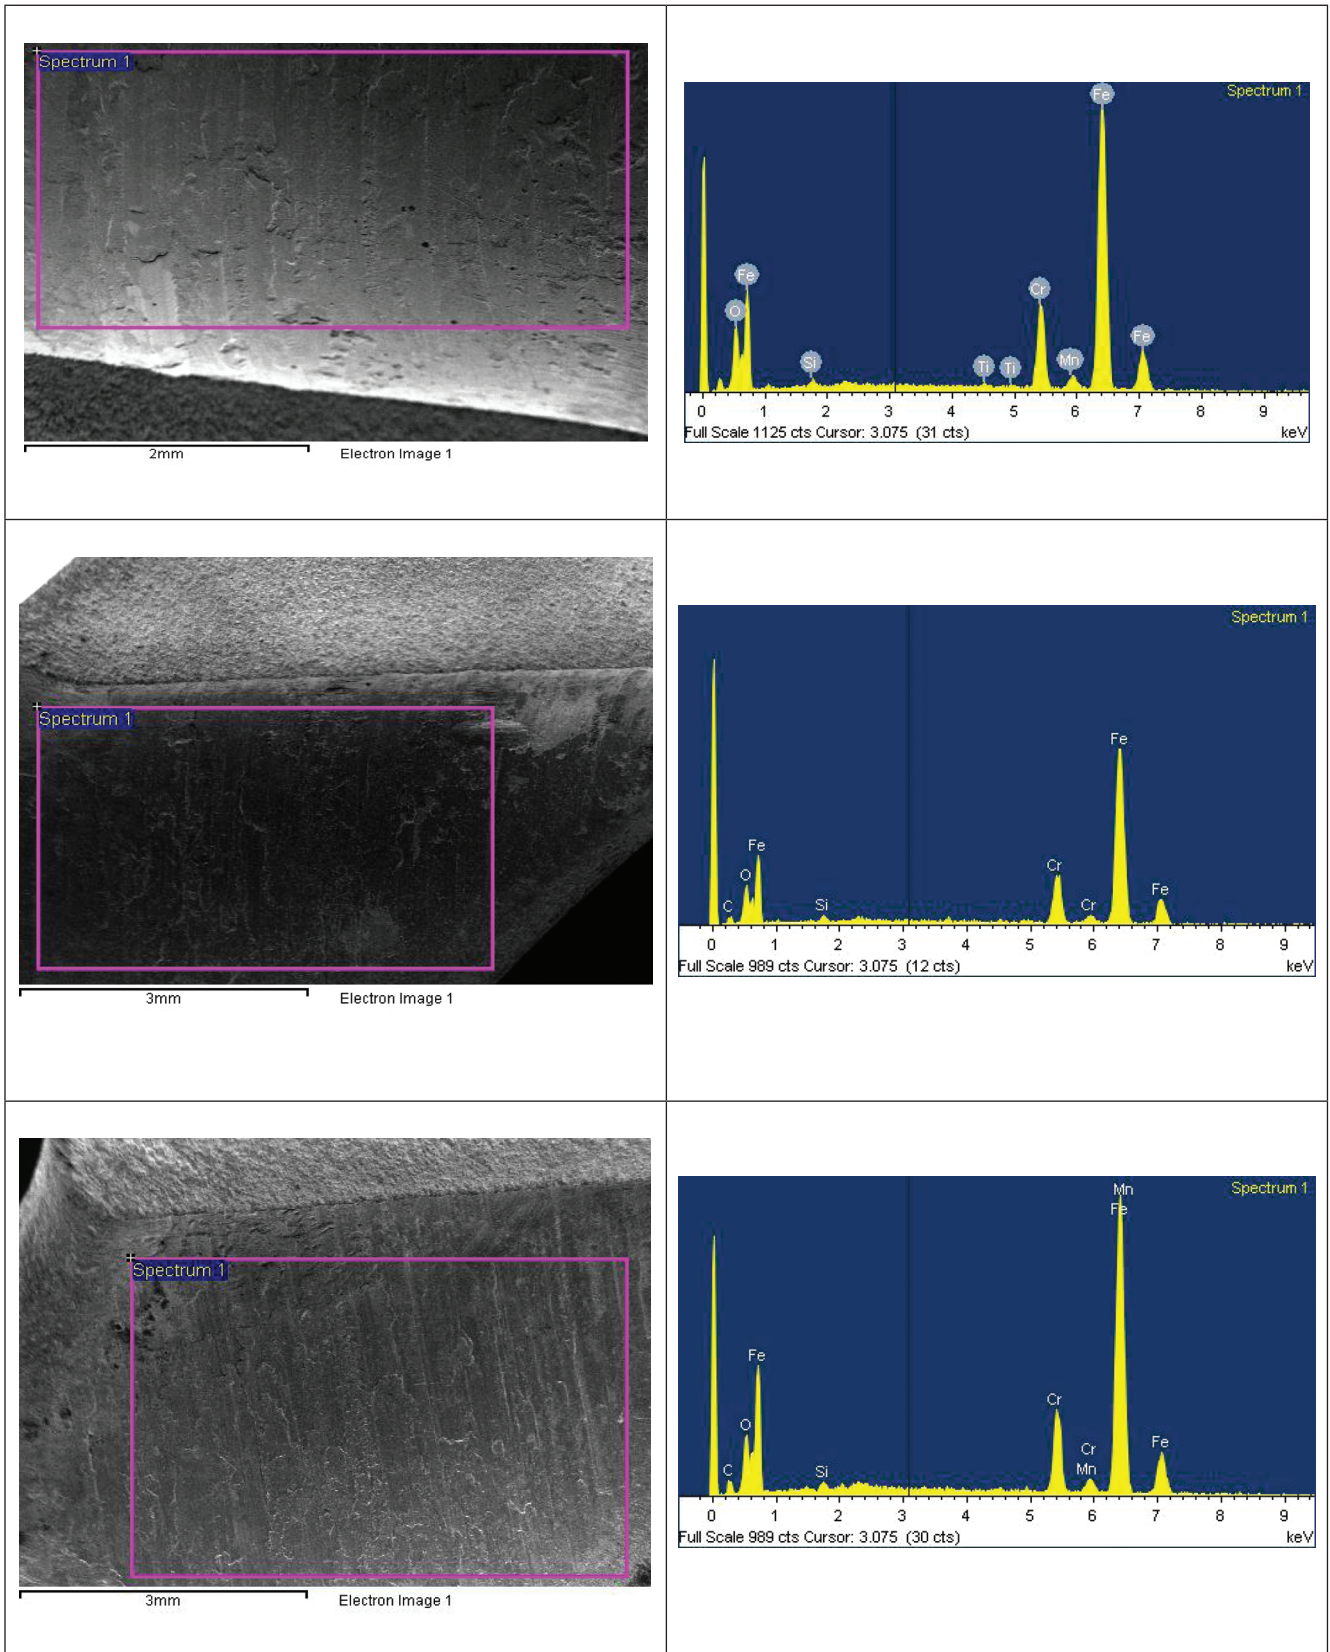 Spectrum 1
2mm
Electron Image 1
Spectrum 1
Fe
Fe
O
Si
Ti
Ti
Cr
Mn
Fe
0 1 2 3 4 5 6 7 8 9
Full Scale 1125 cts Cursor: 3.075 (31 cts)
keV
Spectrum 1
3mm
Electron Image 1
Spectrum 1
Fe
Fe
O
C
Si
Cr
Cr
Fe
0 1 2 3 4 5 6 7 8 9
Full Scale 989 cts Cursor: 3.075 (12 cts)
keV
Spectrum 1
3mm
Electron Image 1
Spectrum 1
Mn
Fe
Fe
O
C
Si
Cr
Cr
Mn
Fe
0 1 2 3 4 5 6 7 8 9
Full Scale 989 cts Cursor: 3.075 (30 cts)
keV